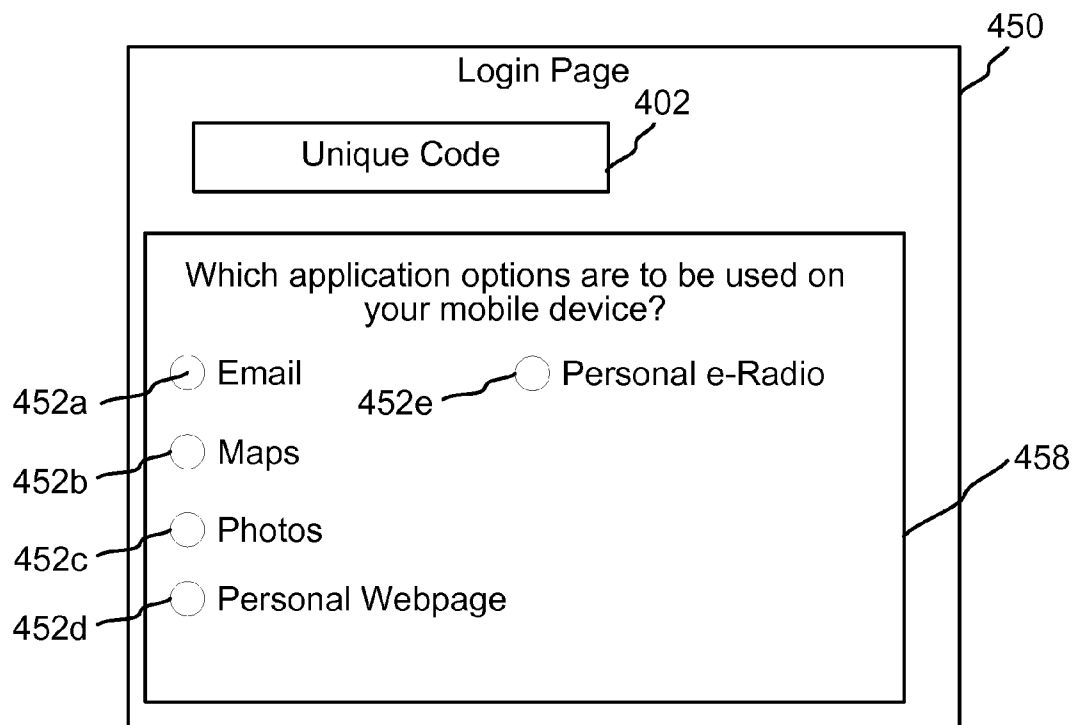 450
Login Page
402
Unique Code
Which application options are to be used on
your mobile device?
Email
Personal e-Radio
452a
452e
Maps
452b
458
Photos
452c
Personal Webpage
452d